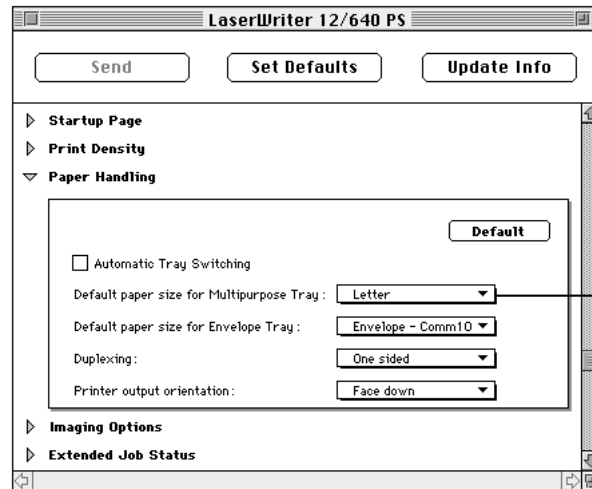 LaserWriter 12/640 PS
Send Set Defaults Update Info
Startup Page
Print Density
Paper Handling
Default
Automatic Tray Switching
Default paper size for Multipurpose Tray : Letter
Default paper size for Envelope Tray : Envelope - Comm10
Duplexing : One sided
Printer output orientation : Face down
Imaging Options
Extended Job Status